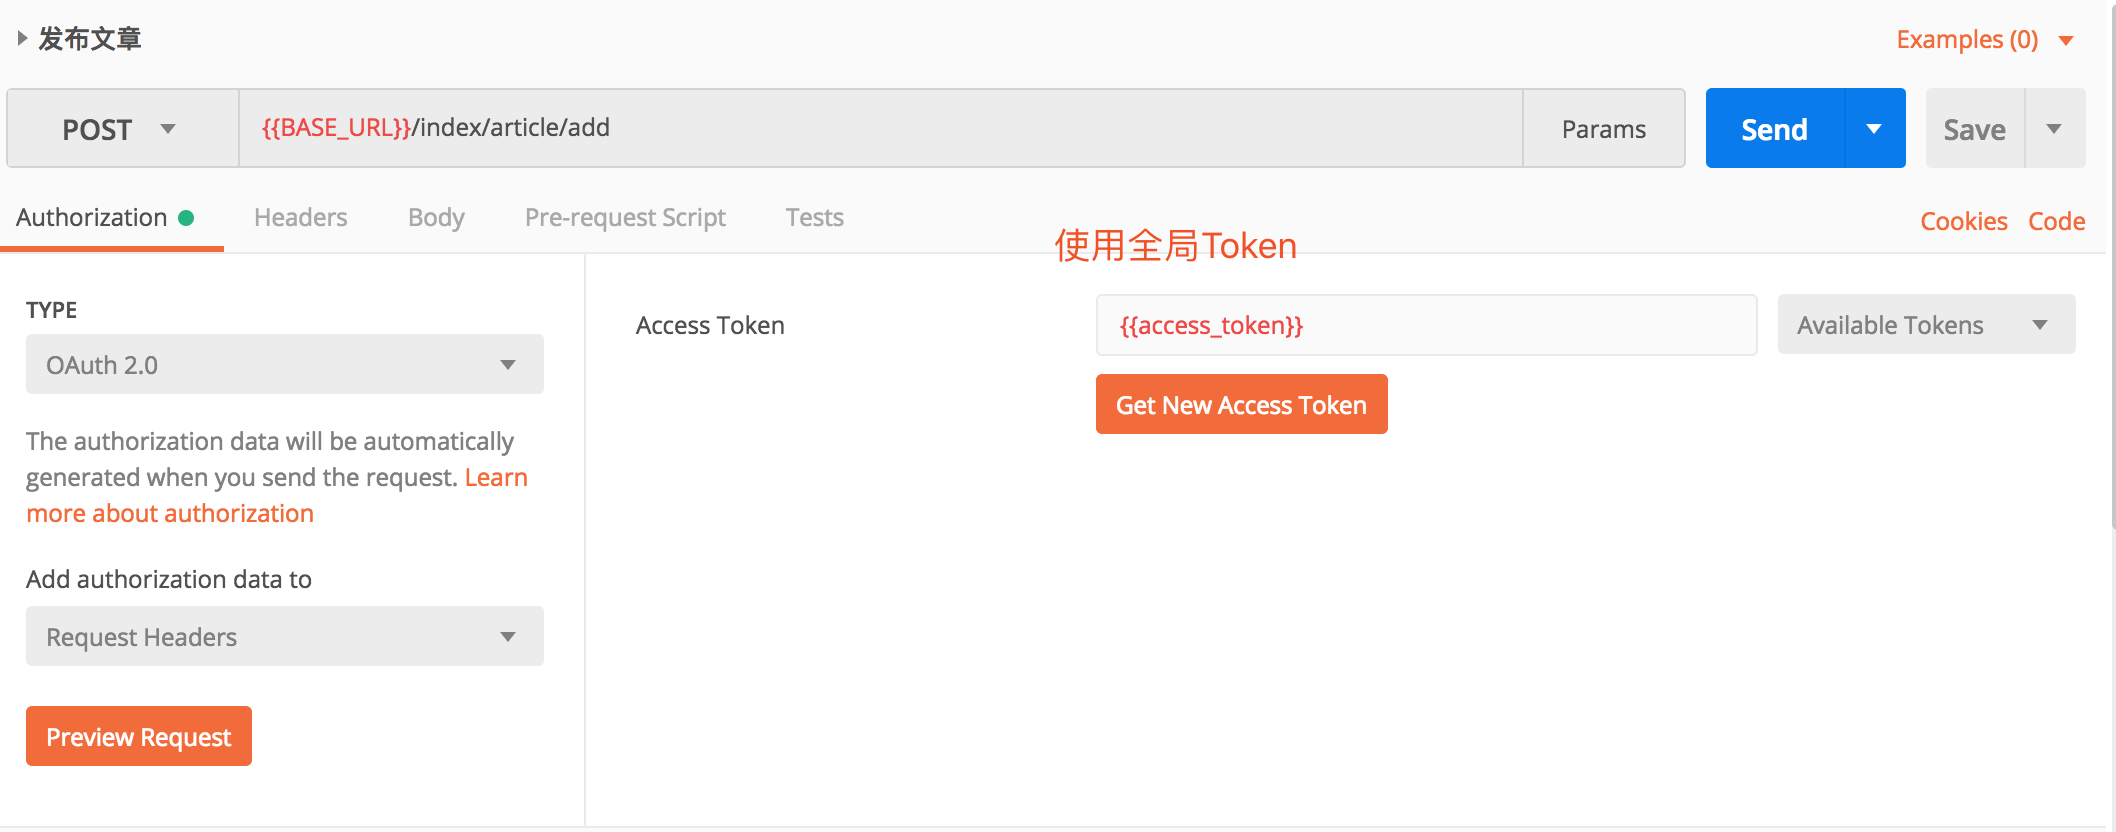 发布文章
Examples (0)
POST
{{BASE_URL}}/index/article/add
Params
Send
Save
Authorization
Headers
Body
Pre-request Script
Tests
Cookies
Code
使用全局Token
TYPE
OAuth 2.0
The authorization data will be automatically
generated when you send the request. Learn
more about authorization
Add authorization data to
Request Headers
Preview Request
Access Token
{{access_token}}
Available Tokens
Get New Access Token